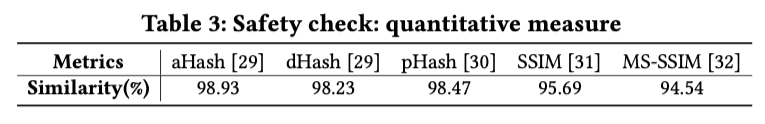 Table 3: Safety check: quantitative measure
Metrics aHash [29] dHash [29] pHash [30] SSIM [31] MS-SSIM [32]
Similarity(%) 98.93 98.23 98.47 95.69 94.54